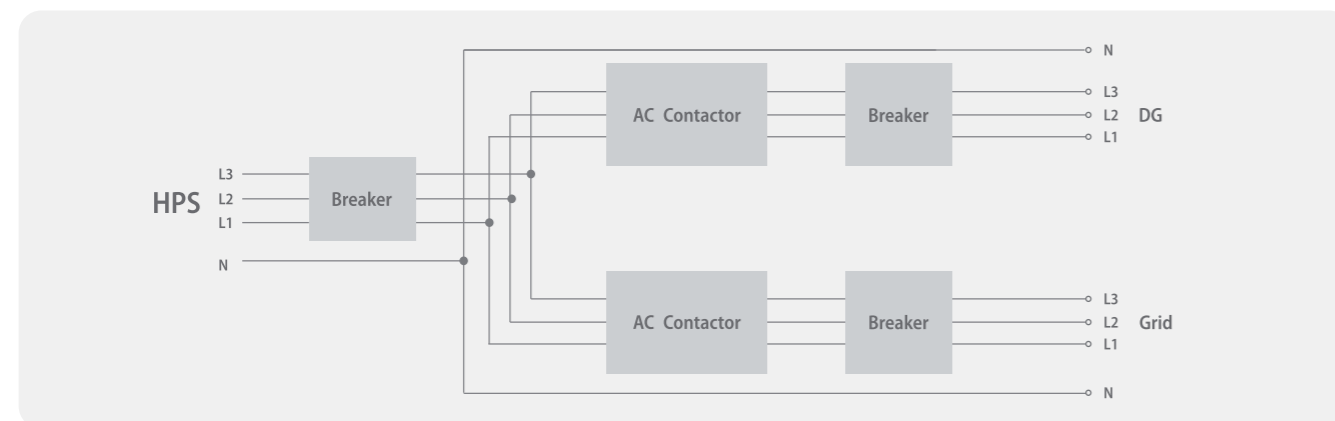 N
L3
AC Contactor
Breaker
L2
DG
L1
L3
HPS
L2
Breaker
L1
N
L3
AC Contactor
Breaker
L2
Grid
L1
N